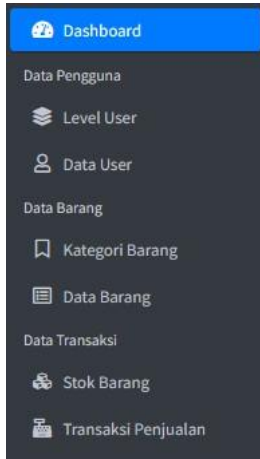 Dashboard
Data Pengguna
Level User
Data User
Data Barang
Kategori Barang
Data Barang
Data Transaksi
Stok Barang
Transaksi Penjualan